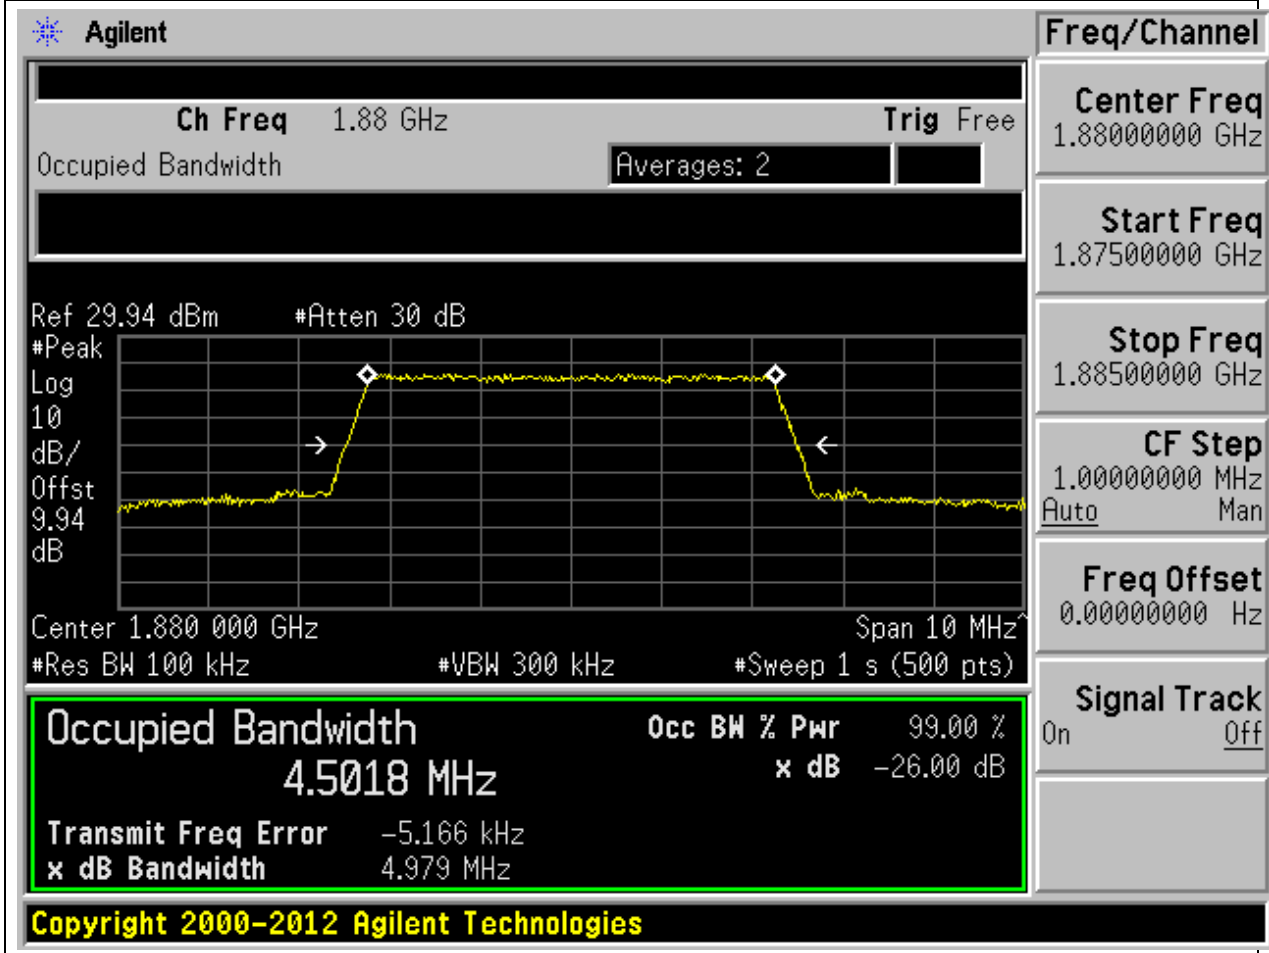 Agilent
Freq/Channel
Ch Freq 1.88 GHz Trig Free
Occupied Bandwidth Averages: 2
Center Freq
1.88000000 GHz
Start Freq
1.87500000 GHz
Stop Freq
1.88500000 GHz
CF Step
1.00000000 MHz
Auto Man
Freq Offset
0.00000000 Hz
Signal Track
On Off
Ref 29.94 dBm #Atten 30 dB
#Peak
Log
10
dB/
Offst
9.94
dB
Center 1.880 000 GHz Span 10 MHz^
#Res BW 100 kHz #VBW 300 kHz #Sweep 1 s (500 pts)
Occupied Bandwidth Occ BW % Pwr 99.00 %
4.5018 MHz x dB -26.00 dB
Transmit Freq Error -5.166 kHz
x dB Bandwidth 4.979 MHz
Copyright 2000-2012 Agilent Technologies